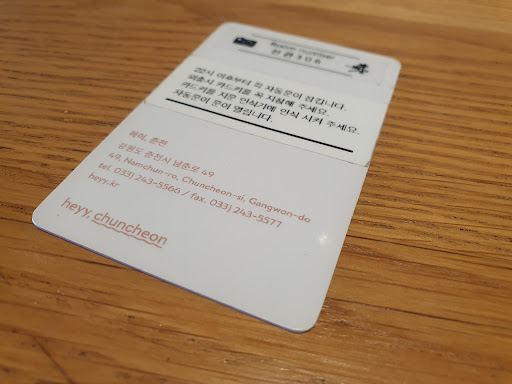 Room number
22시 이후부터 자동문이 잠깁니다.
외출시 카드키를 꼭 지참해 주세요.
카드키를 지문 인식기에 인식 시켜 주세요.
자동문이 문이 열립니다.
헤이, 춘천
강원도 춘천시 남춘로 49
49, Namchun-ro, Chuncheon-si, Gangwon-do
tel. 033) 243-5566 / fax. 033) 243-5577
heyy.kr
heyy, chuncheon